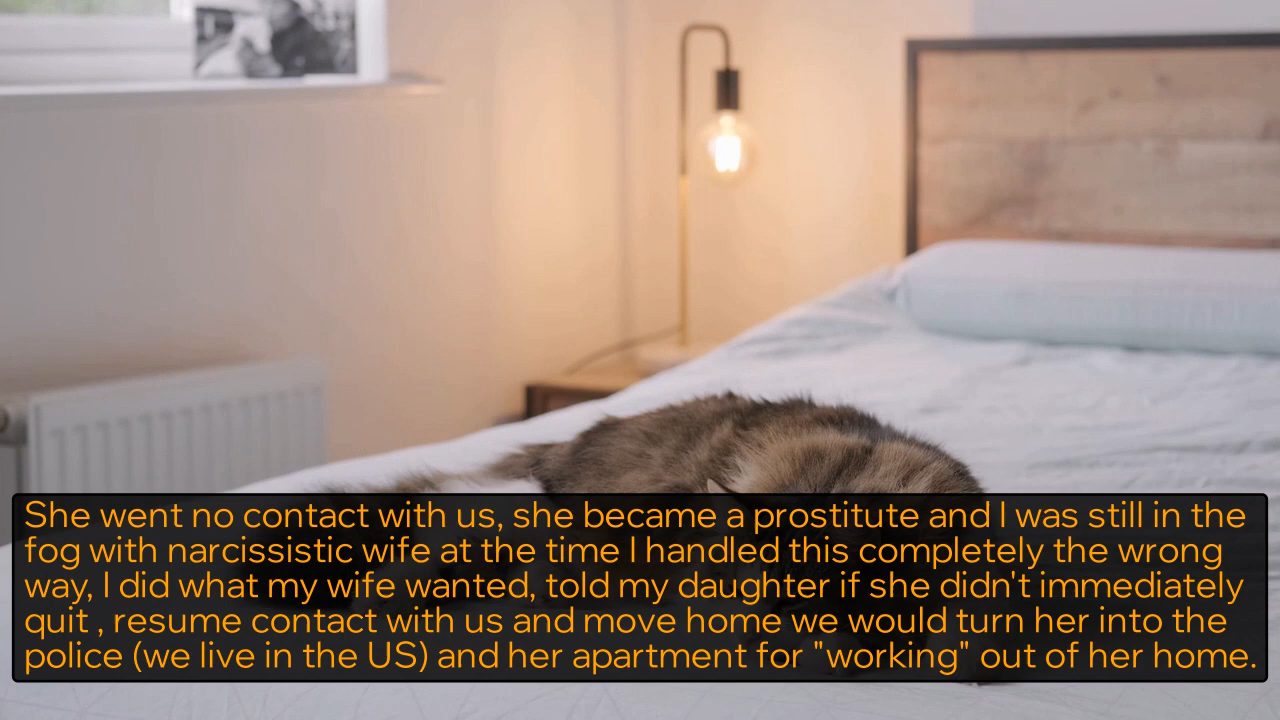 She went no contact with us, she became a prostitute and I was still in the
fog with narcissistic wife at the time I handled this completely the wrong
way, I did what my wife wanted, told my daughter if she didn't immediately
quit , resume contact with us and move home we would turn her into the
police (we live in the US) and her apartment for "working" out of her home.